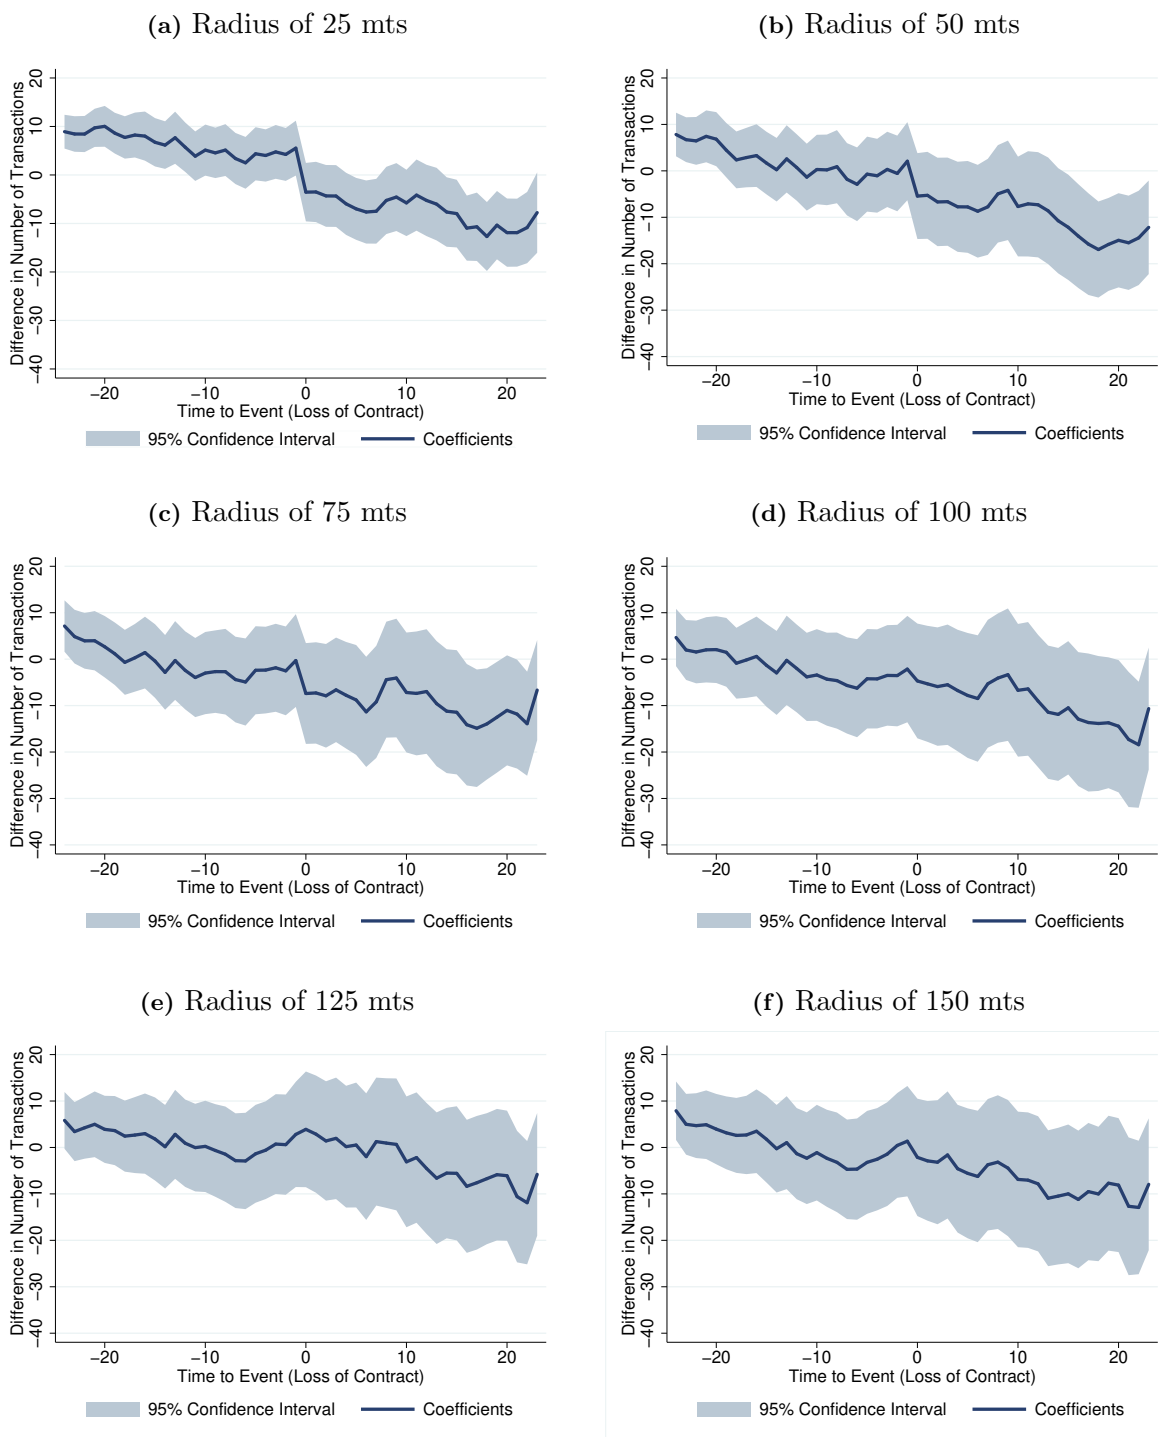 (a) Radius of 25 mts
Difference in Number of Transactions
20
10
0
−10
−20
−30
−40
−20 −10 0 10 20
Time to Event (Loss of Contract)
95% Confidence Interval Coefficients
(b) Radius of 50 mts
Difference in Number of Transactions
20
10
0
−10
−20
−30
−40
−20 −10 0 10 20
Time to Event (Loss of Contract)
95% Confidence Interval Coefficients
(c) Radius of 75 mts
Difference in Number of Transactions
20
10
0
−10
−20
−30
−40
−20 −10 0 10 20
Time to Event (Loss of Contract)
95% Confidence Interval Coefficients
(d) Radius of 100 mts
Difference in Number of Transactions
20
10
0
−10
−20
−30
−40
−20 −10 0 10 20
Time to Event (Loss of Contract)
95% Confidence Interval Coefficients
(e) Radius of 125 mts
Difference in Number of Transactions
20
10
0
−10
−20
−30
−40
−20 −10 0 10 20
Time to Event (Loss of Contract)
95% Confidence Interval Coefficients
(f) Radius of 150 mts
Difference in Number of Transactions
20
10
0
−10
−20
−30
−40
−20 −10 0 10 20
Time to Event (Loss of Contract)
95% Confidence Interval Coefficients